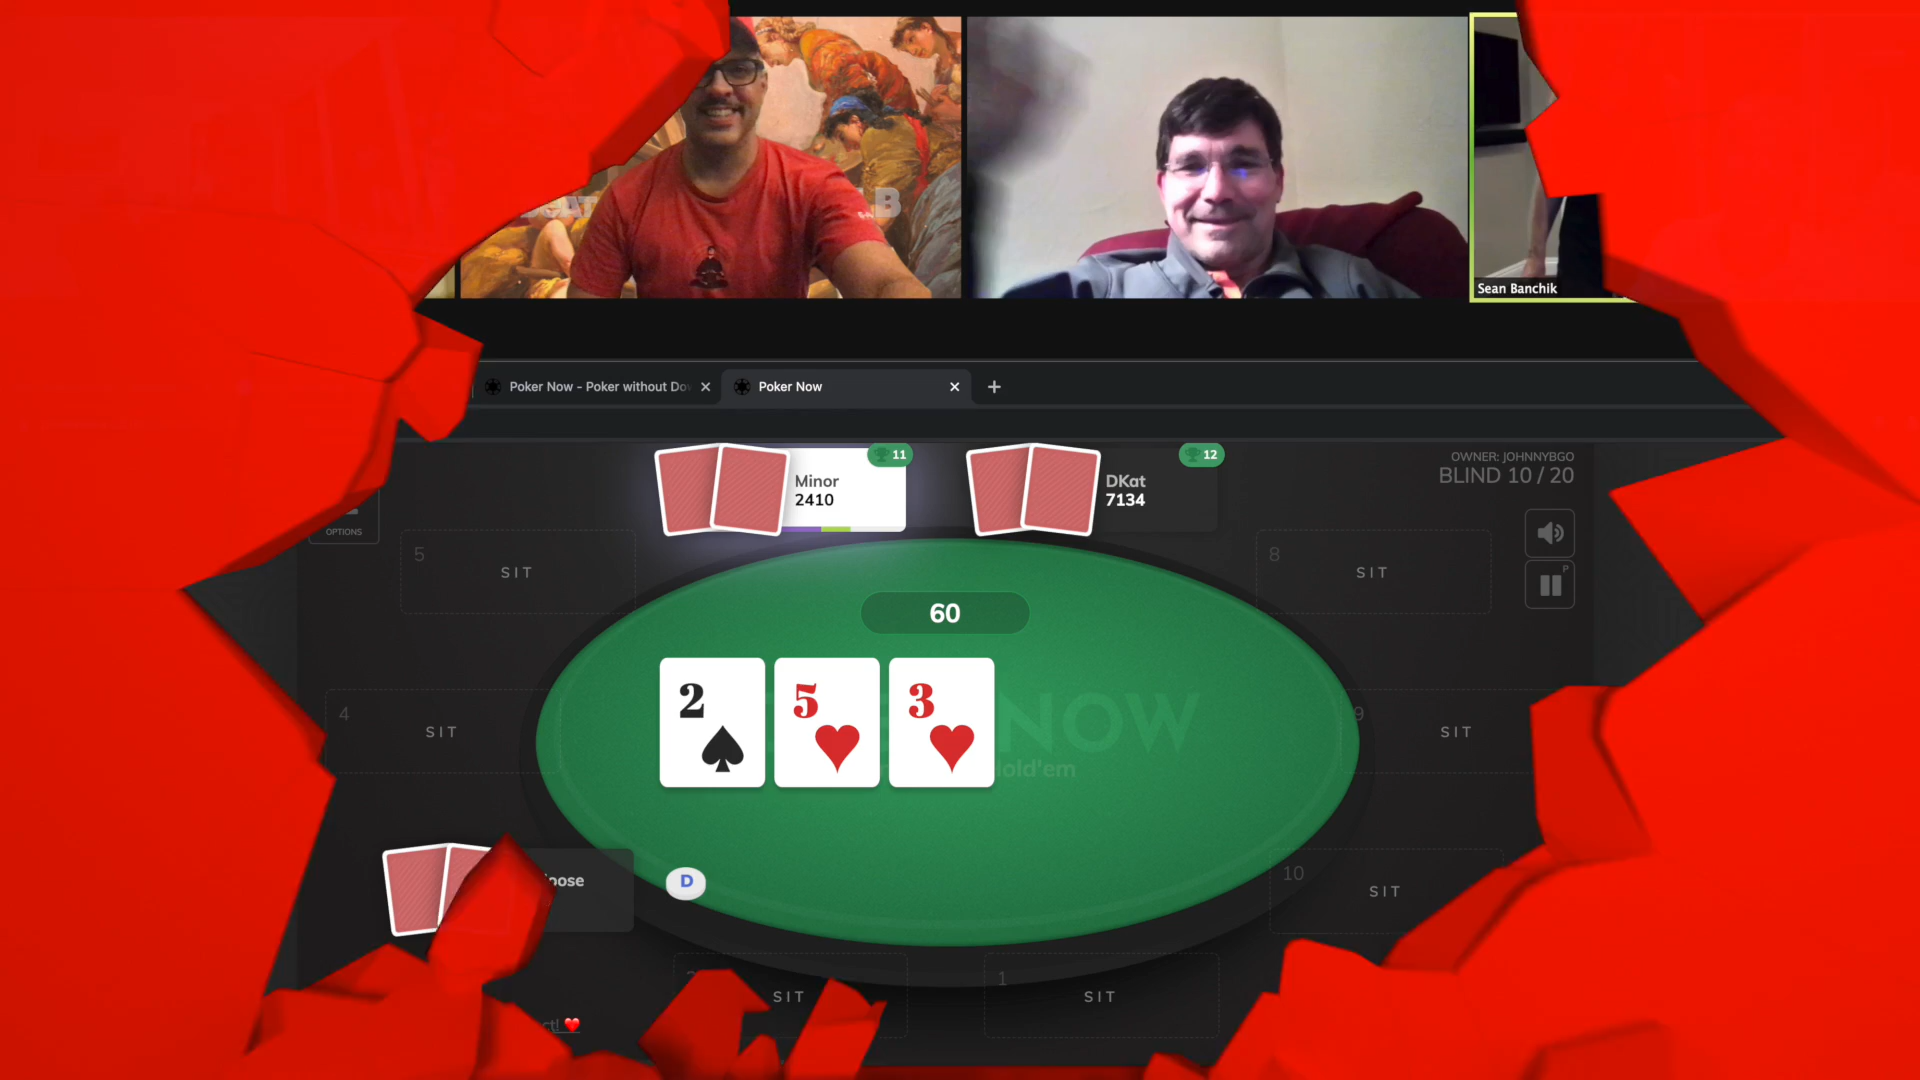 Sean Banchik
Poker Now - Poker without Do
Poker Now
11
Minor
2410
12
DKat
7134
OWNER: JOHNNYBGO
BLIND 10 / 20
OPTIONS
5
SIT
8
SIT
P
60
2
5
3
NOW
4
SIT
9
SIT
oose
D
10
SIT
SIT
1
SIT